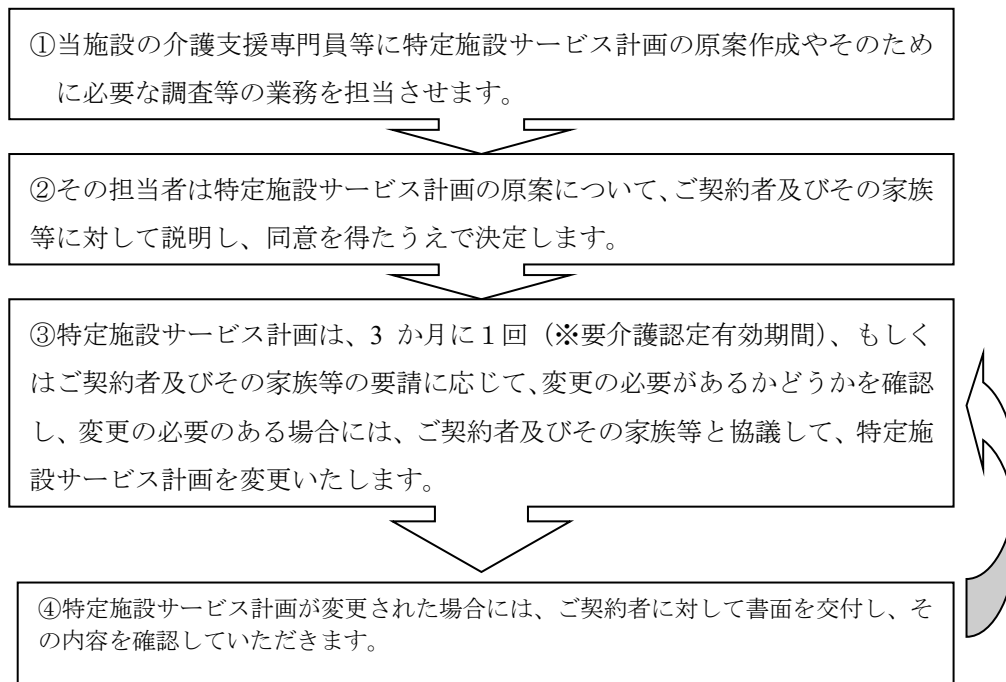 ①当施設の介護支援専門員等に特定施設サービス計画の原案作成やそのため
に必要な調査等の業務を担当させます。
②その担当者は特定施設サービス計画の原案について、ご契約者及びその家族
等に対して説明し、同意を得たうえで決定します。
③特定施設サービス計画は、3 か月に1回（※要介護認定有効期間）、もしく
はご契約者及びその家族等の要請に応じて、変更の必要があるかどうかを確認
し、変更の必要のある場合には、ご契約者及びその家族等と協議して、特定施
設サービス計画を変更いたします。
④特定施設サービス計画が変更された場合には、ご契約者に対して書面を交付し、そ
の内容を確認していただきます。